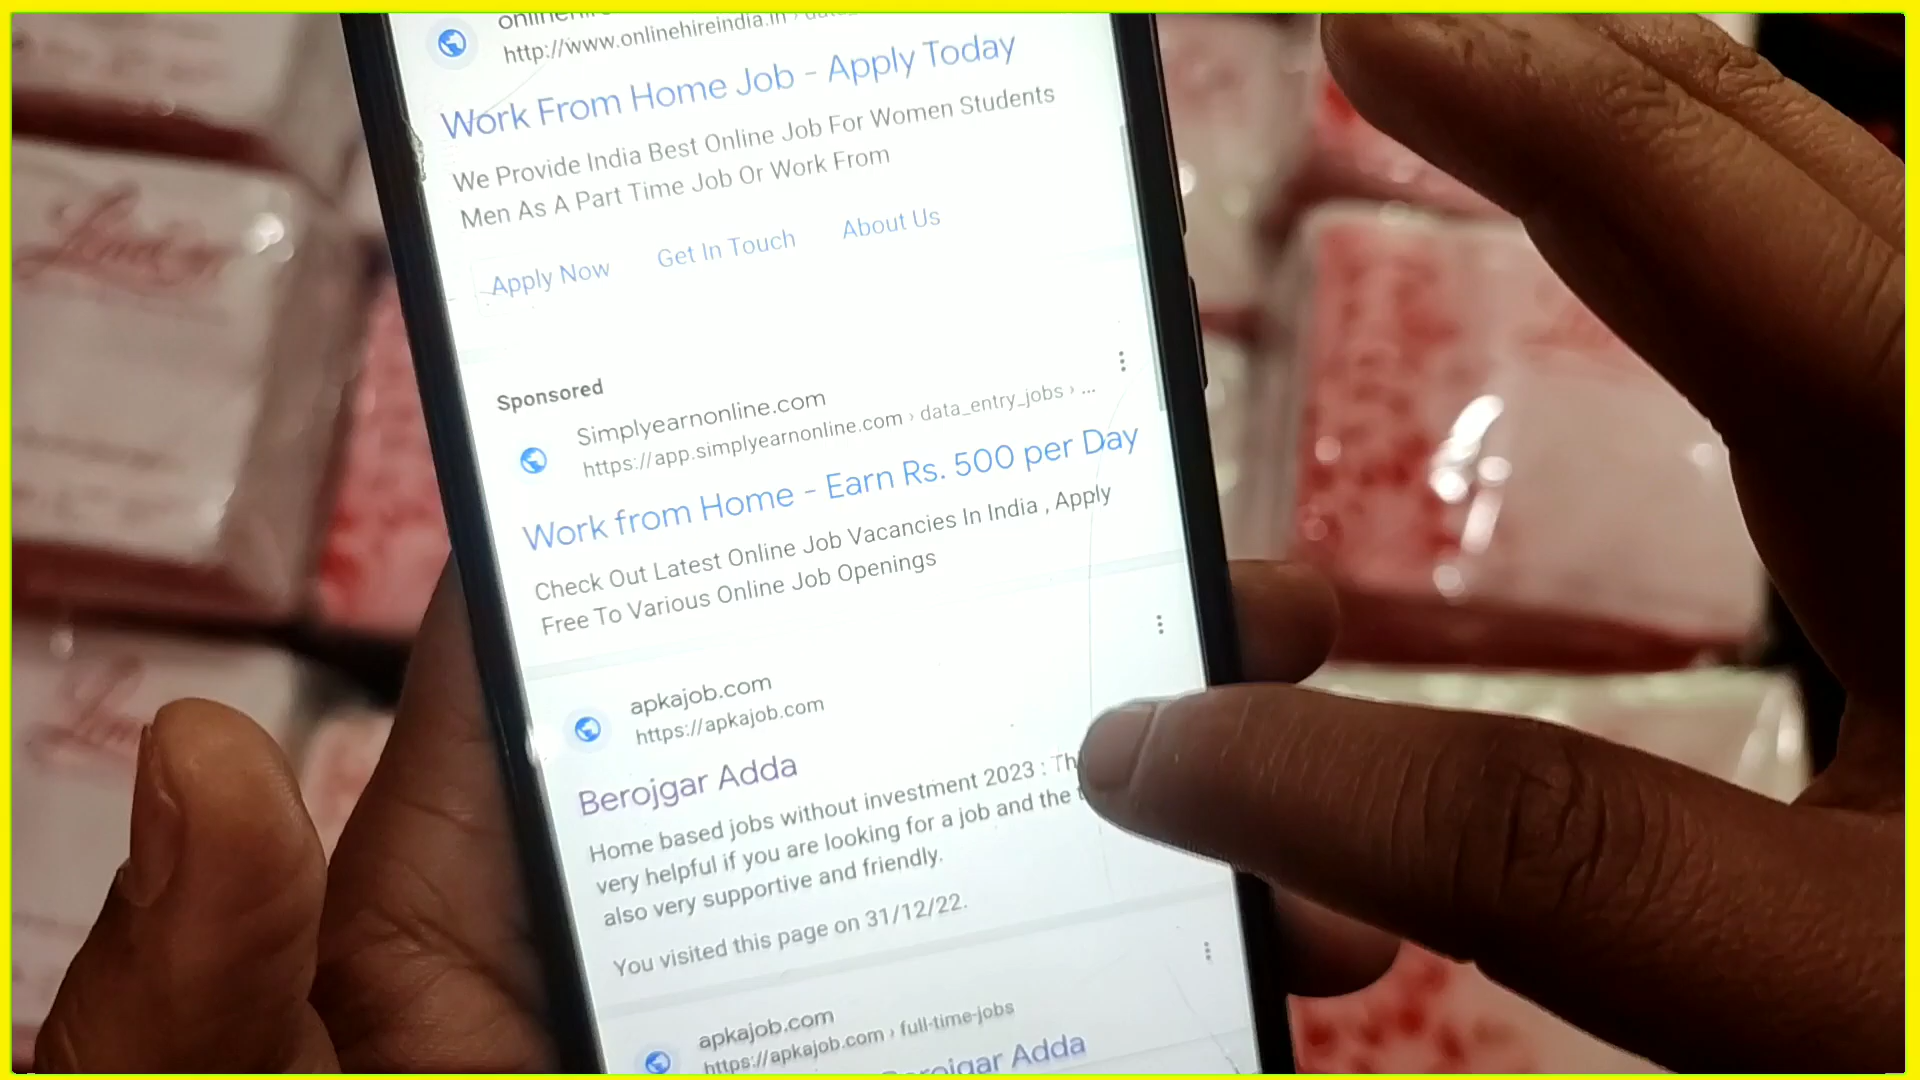 http://www.onlinehireindia.in
Work From Home Job - Apply Today
We Provide India Best Online Job For Women Students
Men As A Part Time Job Or Work From
Apply Now Get In Touch About Us
Sponsored
Simplyearnonline.com
https://app.simplyearnonline.com › data_entry_jobs › ...
Work from Home - Earn Rs. 500 per Day
Check Out Latest Online Job Vacancies In India , Apply
Free To Various Online Job Openings
apkajob.com
https://apkajob.com
Berojgar Adda
Home based jobs without investment 2023 :
very helpful if you are looking for a job and the
also very supportive and friendly.
You visited this page on 31/12/22.
apkajob.com
https://apkajob.com › full-time-jobs
Berojgar Adda